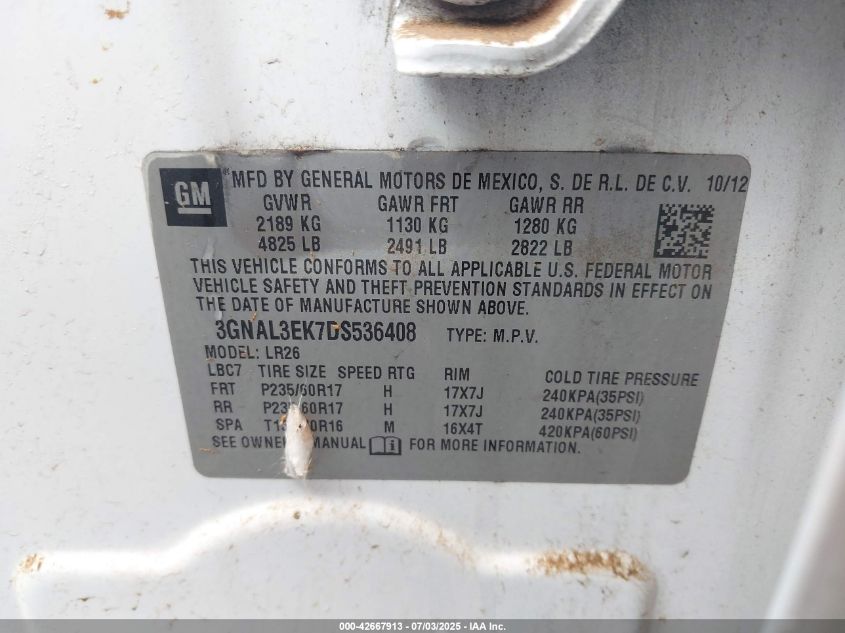 GM ® MFD BY GENERAL MOTORS DE MEXICO, S. DE R.L. DE C.V. 10/12
GVWR GAWR FRT GAWR RR
2189 KG 1130 KG 1280 KG
4825 LB 2491 LB 2822 LB
THIS VEHICLE CONFORMS TO ALL APPLICABLE U.S. FEDERAL MOTOR
VEHICLE SAFETY AND THEFT PREVENTION STANDARDS IN EFFECT ON
THE DATE OF MANUFACTURE SHOWN ABOVE.
3GNAL3EK7DS536408 TYPE: M.P.V.
MODEL: LR26
LBC7 TIRE SIZE SPEED RTG RIM COLD TIRE PRESSURE
FRT P235/60R17 H 17X7J 240KPA(35PSI)
RR H 17X7J 240KPA(35PSI)
SPA M 16X4T 420KPA(60PSI)
SEE MANUAL FOR MORE INFORMATION.
000-42667913 - 07/03/2025 - IAA Inc.